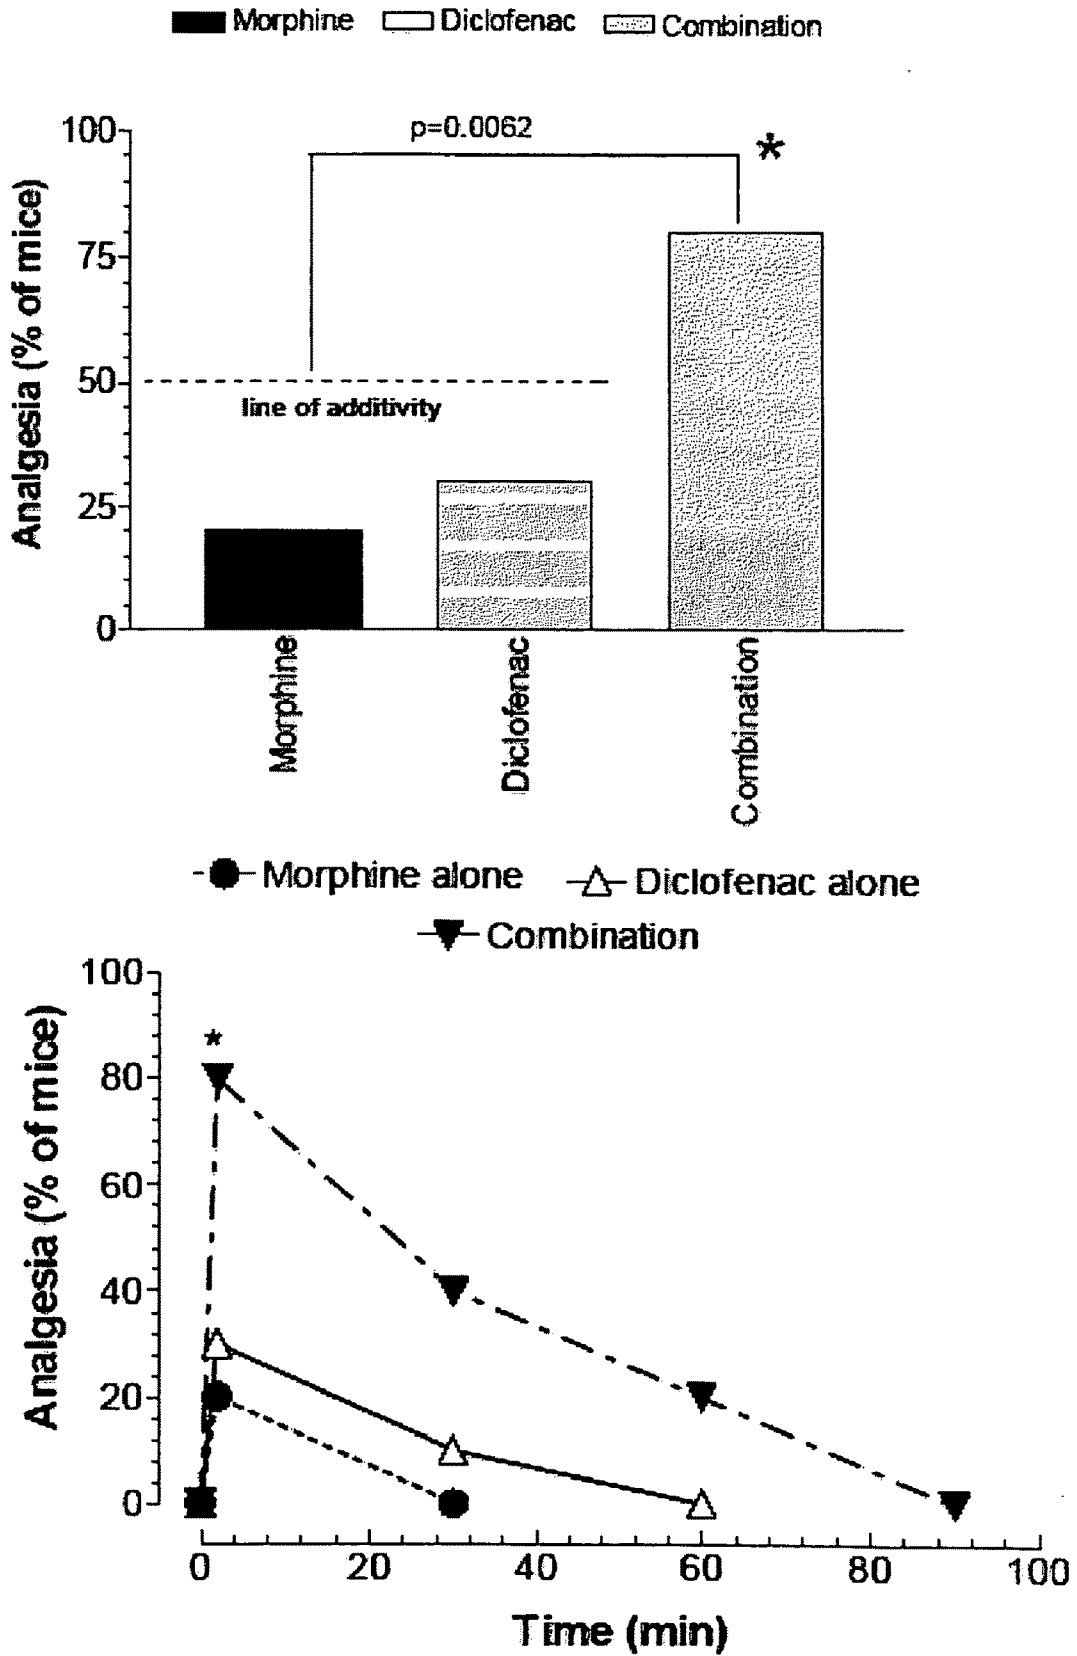 Morphine Diclofenac Combination
p=0.0062
*
100
75
50
25
0
Analgesia (% of mice)
line of additivity
Morphine
Diclofenac
Combination
Morphine alone Diclofenac alone
Combination
100
80
60
40
20
0
Analgesia (% of mice)
*
0 20 40 60 80 100
Time (min)